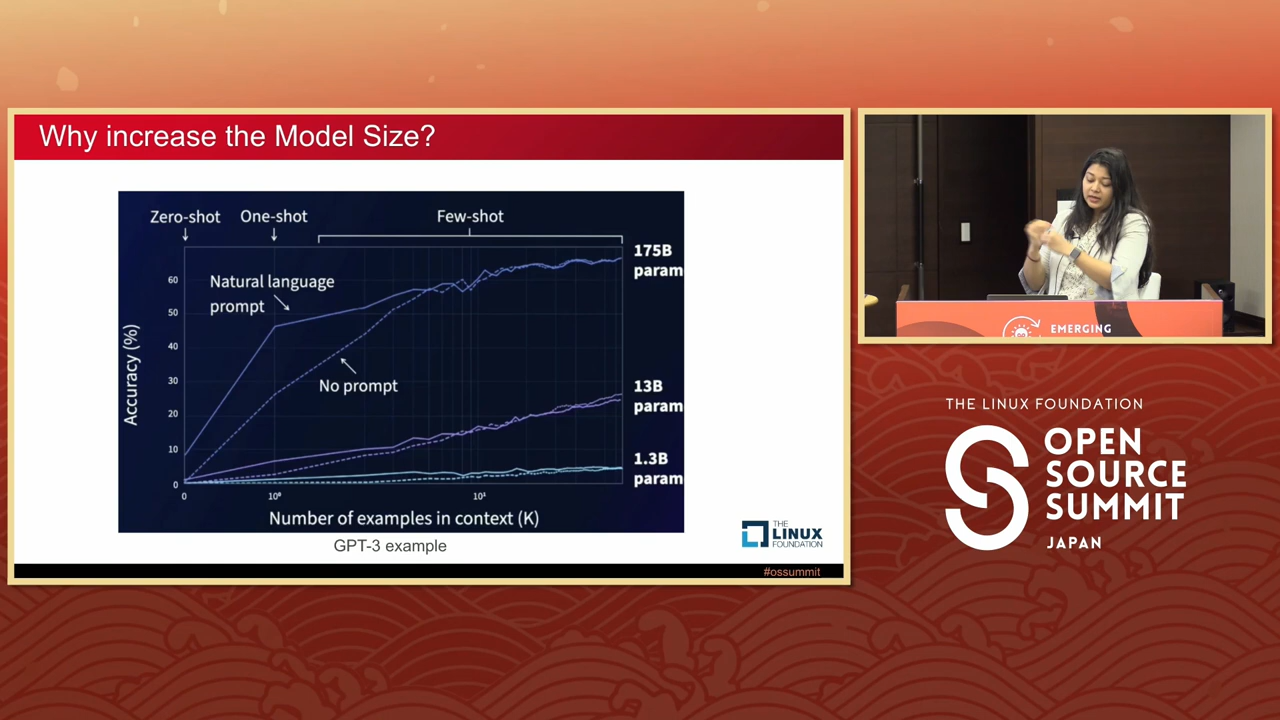 Why increase the Model Size?
Zero-shot
One-shot
Few-shot
175B
param
Natural language
prompt
No prompt
13B
param
1.3B
param
Accuracy (%)
60
50
40
30
20
10
0
0
10⁰
10¹
Number of examples in context (K)
GPT-3 example
THE
LINUX
FOUNDATION
#ossummit
EMERGING
THE LINUX FOUNDATION
OPEN
SOURCE
SUMMIT
JAPAN